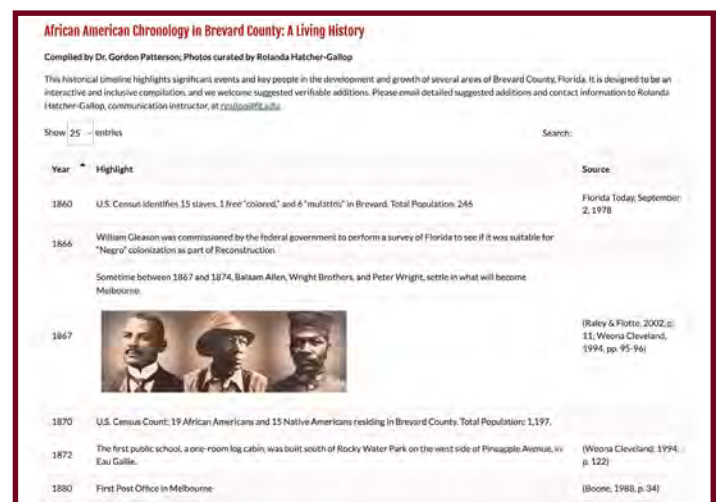 African American Chronology in Brevard County: A Living History
Compiled by Dr. Gordon Patterson; Photos curated by Rolanda Hatcher-Gallop
This historical timeline highlights significant events and key people in the development and growth of several areas of Brevard County, Florida. It is designed to be an
interactive and inclusive compilation, and we welcome suggested verifiable additions. Please email detailed suggested additions and contact information to Rolanda
Hatcher-Gallop, communication instructor, at
Show 25 entries
Search:
Year Highlight Source
1860 U.S. Census identifies 15 slaves, 1 free "colored," and 6 "mulattos" in Brevard. Total Population: 246
Florida Today, September
2, 1978
1866 William Gleason was commissioned by the federal government to perform a survey of Florida to see if it was suitable for
"Negro" colonization as part of Reconstruction.
Sometime between 1867 and 1874, Balaam Allen, Wright Brothers, and Peter Wright, settle in what will become
Melbourne.
1867
(Raley & Flotte, 2002, p.
11; Weona Cleveland,
1994, pp. 95-96)
1870 U.S. Census Count: 19 African Americans and 15 Native Americans residing in Brevard County. Total Population: 1,197.
1872 The first public school, a one-room log cabin, was built south of Rocky Water Park on the west side of Pineapple Avenue, in
Eau Gallie.
(Weona Cleveland, 1994,
p. 122)
1880 First Post Office in Melbourne (Boone, 1988, p. 34)